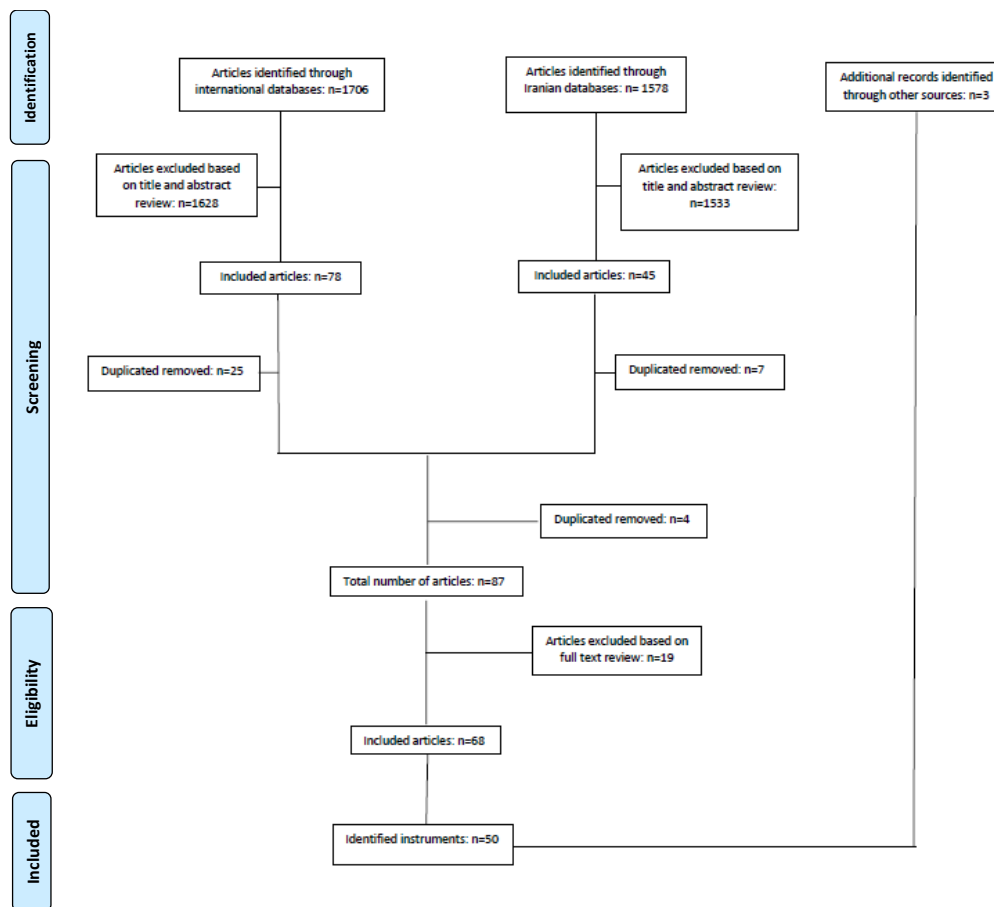 Identification
Articles identified through
international databases: n=1706
Articles identified through
Iranian databases: n= 1578
Additional records identified
through other sources: n=3
Screening
Articles excluded based
on title and abstract
review: n=1628
Articles excluded based on
title and abstract review:
n=1533
Included articles: n=78
Included articles: n=45
Duplicated removed: n=25
Duplicated removed: n=7
Duplicated removed: n=4
Total number of articles: n=87
Eligibility
Articles excluded based on
full text review: n=19
Included articles: n=68
Included
Identified instruments: n=50